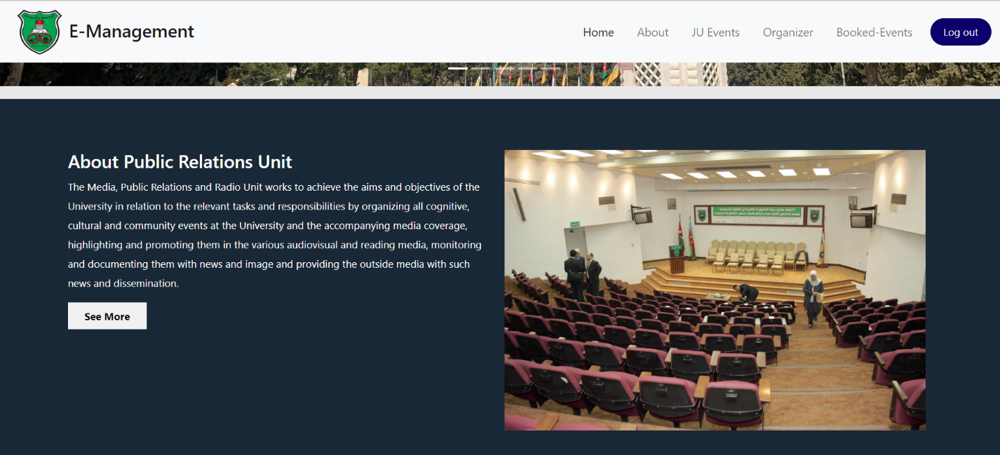 E-Management
Home
About
JU Events
Organizer
Booked-Events
Log out
About Public Relations Unit
The Media, Public Relations and Radio Unit works to achieve the aims and objectives of the
University in relation to the relevant tasks and responsibilities by organizing all cognitive,
cultural and community events at the University and the accompanying media coverage,
highlighting and promoting them in the various audiovisual and reading media, monitoring
and documenting them with news and image and providing the outside media with such
news and dissemination.
See More